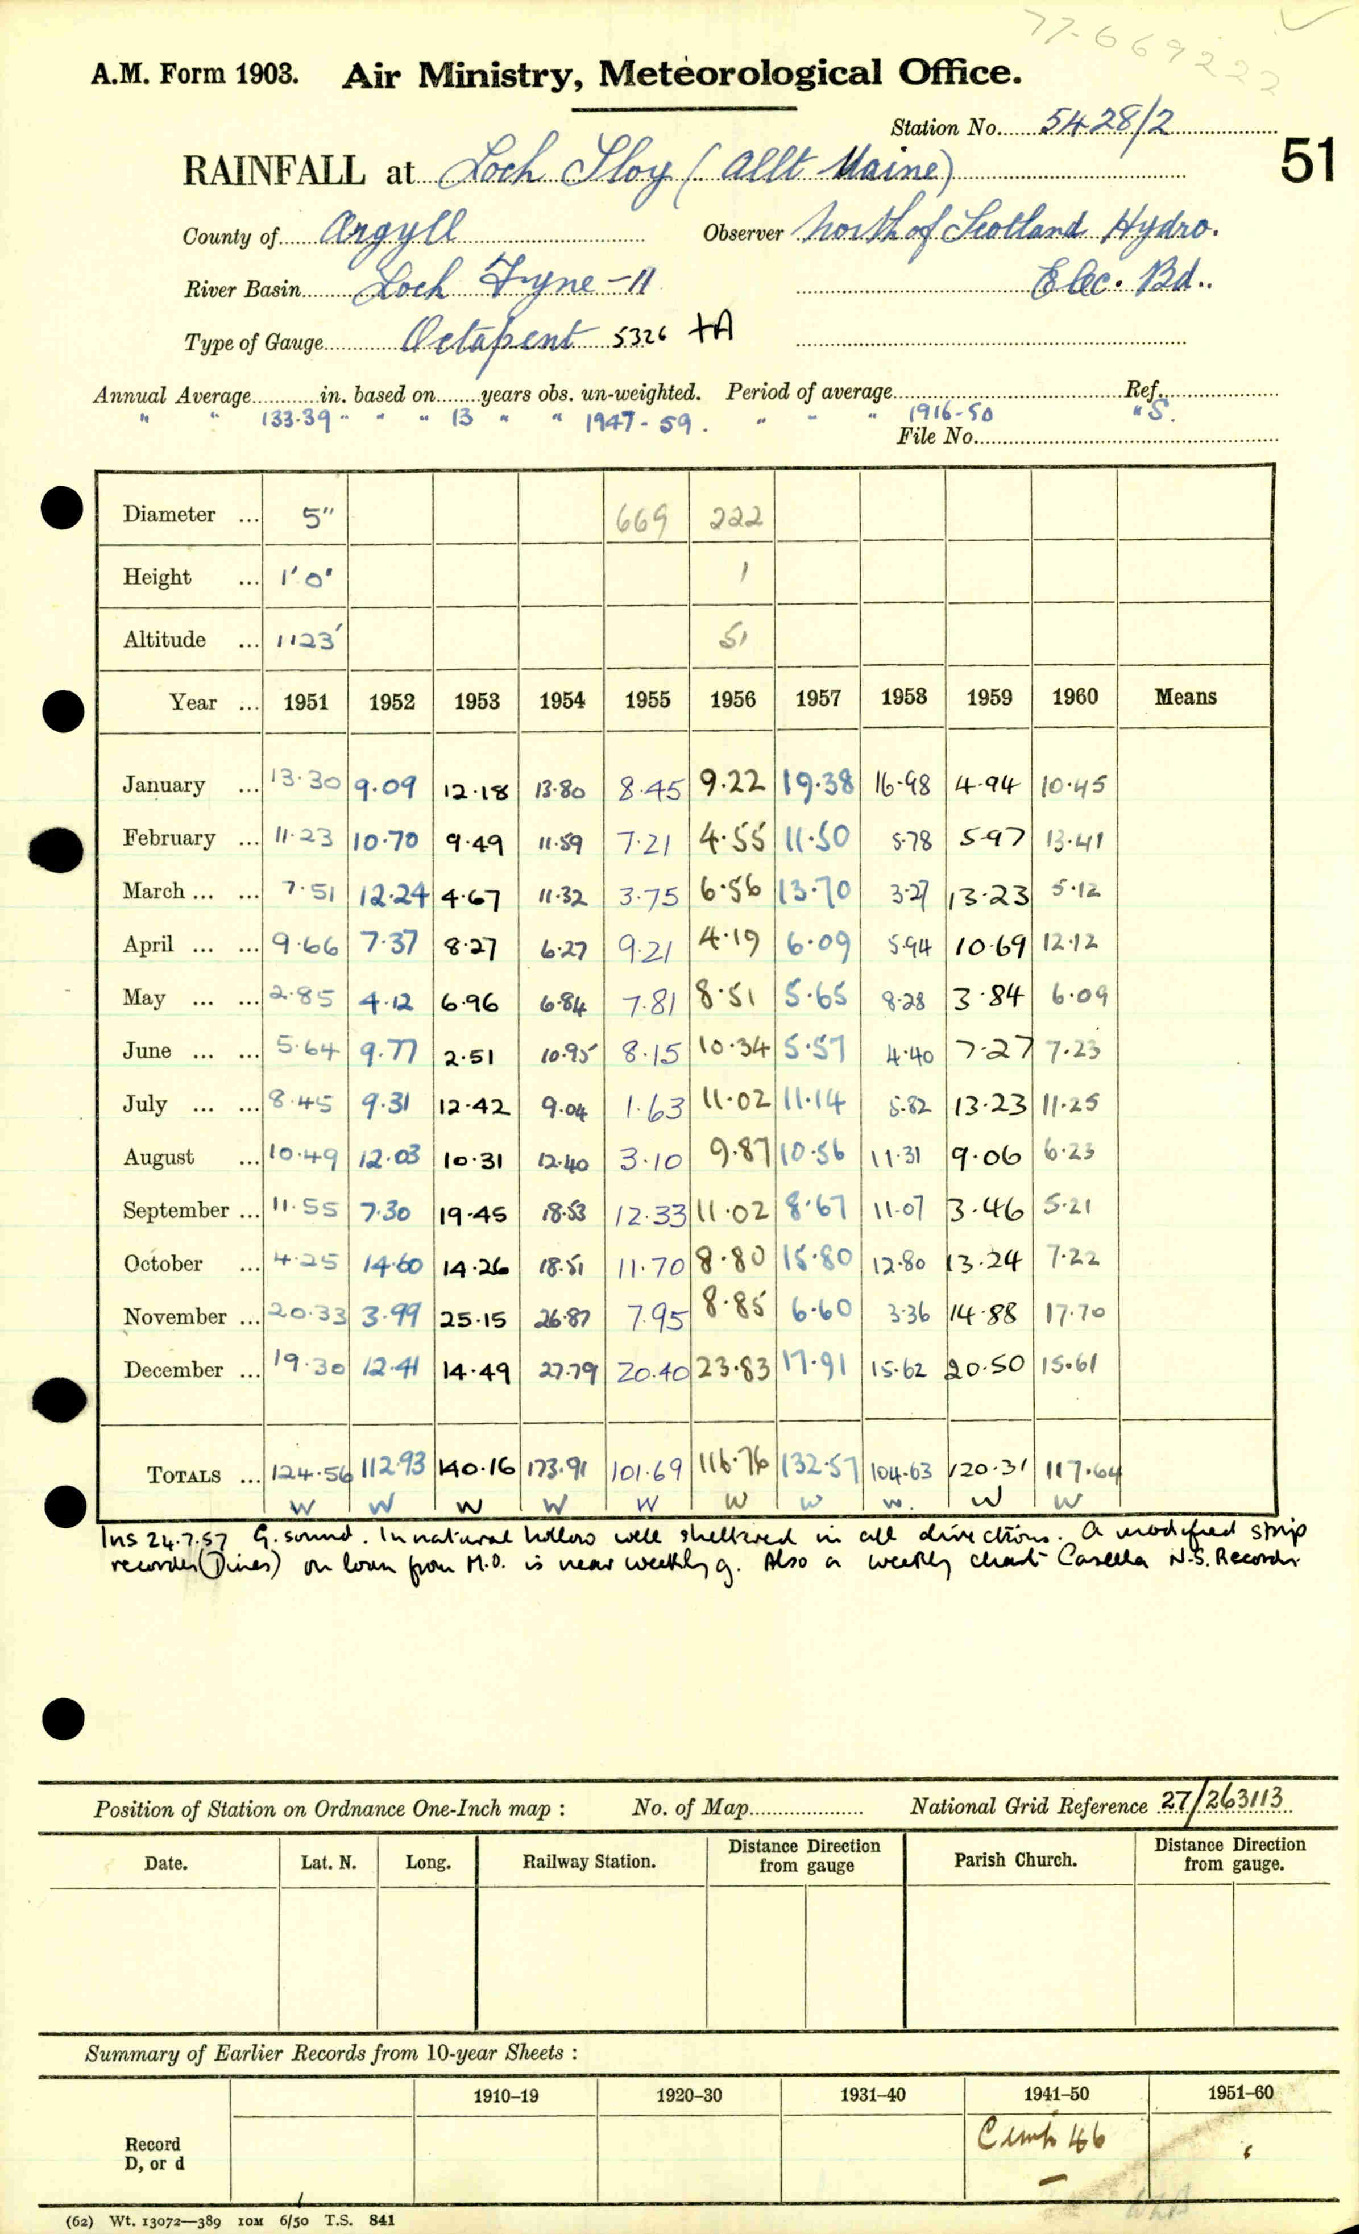 77-669222 ✓
A.M. Form 1903. Air Ministry, Meteorological Office.
Station No. 5428/2
51
RAINFALL at Loch Sloy (Allt Maine)
County of Argyll Observer North of Scotland Hydro.
River Basin Loch Fyne - 11 Elec. Bd.
Type of Gauge Octapent 5326 +A
Annual Average in. based on years obs. un-weighted. Period of average Ref.
" " 133.39 " " " 13 " " 1947-59. " " " 1916-50 " S.
File No.
Diameter ... 5" 669 222
Height ... 1'0" 1
Altitude ... 1123' 51
Year ... 1951 1952 1953 1954 1955 1956 1957 1958 1959 1960 Means
January ... 13.30 9.09 12.18 13.80 8.45 9.22 19.38 16.98 4.94 10.45
February ... 11.23 10.70 9.49 11.59 7.21 4.55 11.50 5.78 5.97 13.41
March ... ... 7.51 12.24 4.67 11.32 3.75 6.56 13.70 3.27 13.23 5.12
April ... ... 9.66 7.37 8.27 6.27 9.21 4.19 6.09 5.94 10.69 12.12
May ... ... 2.85 4.12 6.96 6.84 7.81 8.51 5.65 8.28 3.84 6.09
June ... ... 5.64 9.77 2.51 10.95 8.15 10.34 5.57 4.40 7.27 7.23
July ... ... 8.45 9.31 12.42 9.04 1.63 11.02 11.14 5.82 13.23 11.25
August ... 10.49 12.03 10.31 12.40 3.10 9.87 10.56 11.31 9.06 6.23
September ... 11.55 7.30 19.45 18.53 12.33 11.02 8.67 11.07 3.46 5.21
October ... 4.25 14.60 14.26 18.51 11.70 8.80 15.80 12.80 13.24 7.22
November ... 20.33 3.99 25.15 26.87 7.95 8.85 6.60 3.36 14.88 17.70
December ... 19.30 12.41 14.49 27.79 20.40 23.83 17.91 15.62 20.50 15.61
TOTALS ... 124.56 112.93 140.16 173.91 101.69 116.76 132.57 104.63 120.31 117.64
W W W W W W W W. W W
Ins 24.7.57 G. sound. In natural hollow well sheltered in all directions. A modified strip
recorder (Dines) on loan from M.O. is near weekly g. Also a weekly chart Casella N.S. Recorder
Position of Station on Ordnance One-Inch map : No. of Map National Grid Reference 27/263113
Date. Lat. N. Long. Railway Station. Distance Direction from gauge Parish Church. Distance Direction from gauge.
Summary of Earlier Records from 10-year Sheets :
1910–19 1920–30 1931–40 1941–50 1951–60
Record
D, or d
46
(62) Wt. 13072—389 10M 6/50 T.S. 841